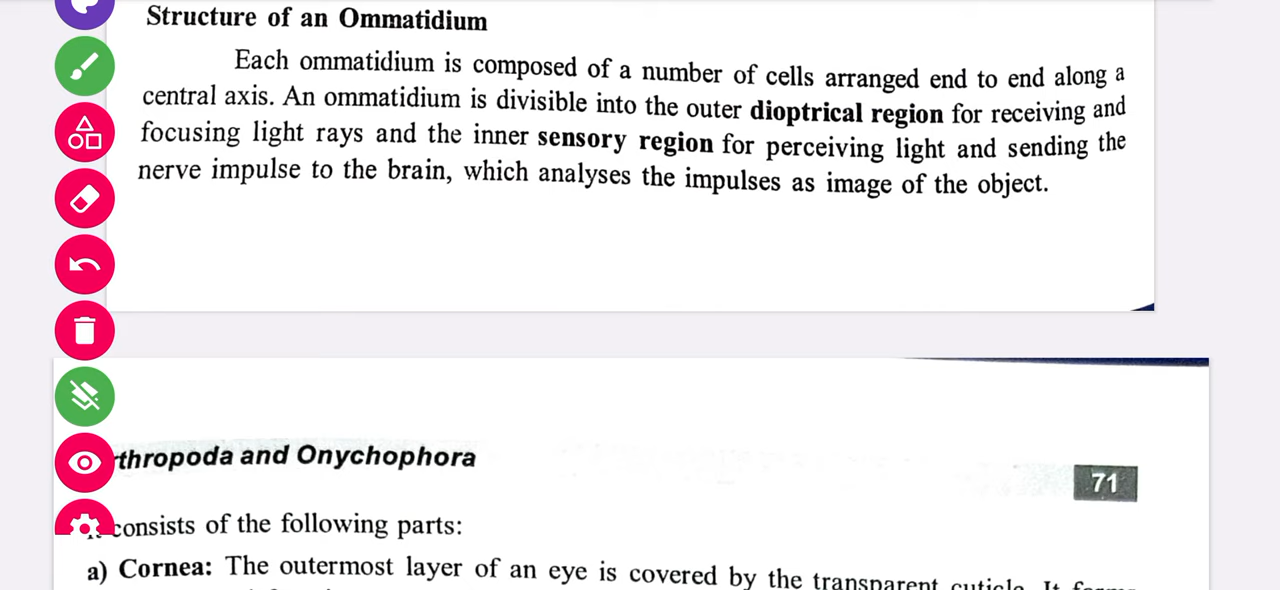 Structure of an Ommatidium
Each ommatidium is composed of a number of cells arranged end to end along a
central axis. An ommatidium is divisible into the outer dioptrical region for receiving and
focusing light rays and the inner sensory region for perceiving light and sending the
nerve impulse to the brain, which analyses the impulses as image of the object.
thropoda and Onychophora
71
consists of the following parts:
a) Cornea: The outermost layer of an eye is covered by the transparent cuticle. It